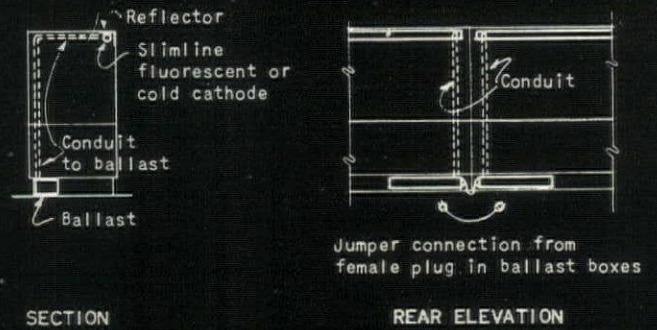 Reflector
Slimline
fluorescent or
cold cathode
Conduit
to ballast
Ballast
SECTION
Conduit
Jumper connection from
female plug in ballast boxes
REAR ELEVATION